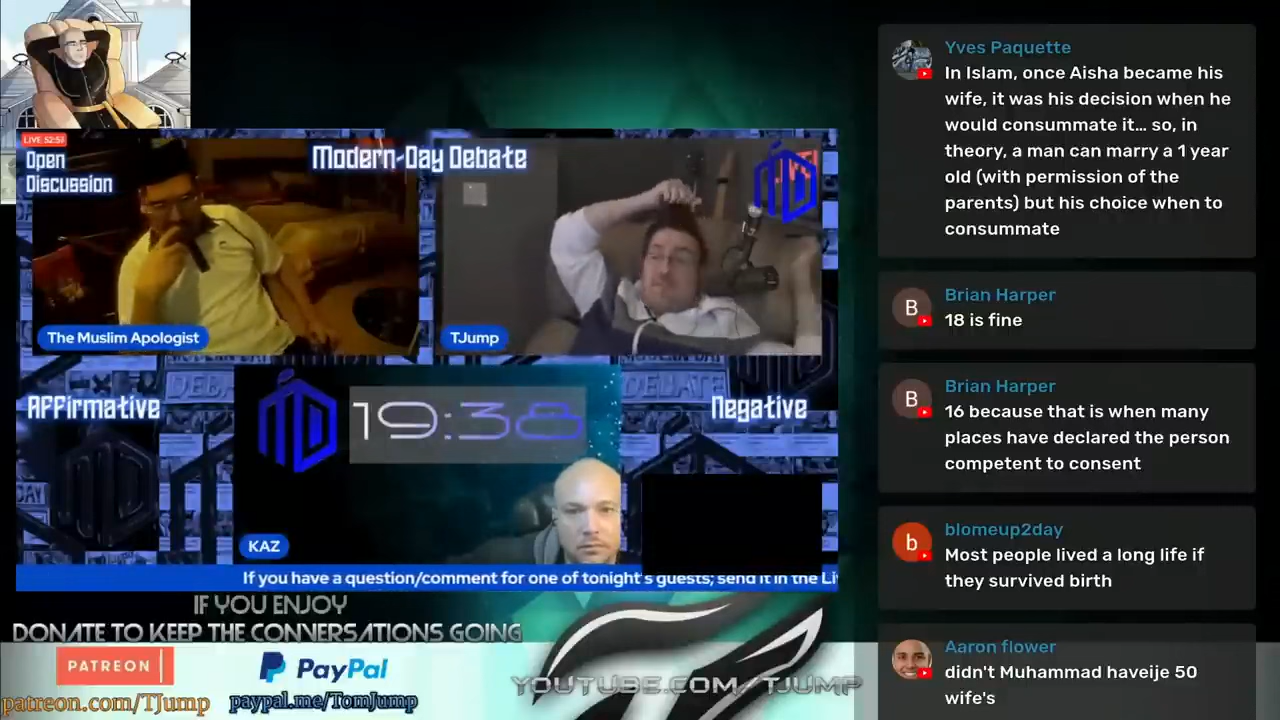 LIVE 52:57
Open
Discussion
Modern-Day Debate
The Muslim Apologist
TJump
Affirmative
Negative
19:38
KAZ
If you have a question/comment for one of tonight's guests; send it in the Li
IF YOU ENJOY
DONATE TO KEEP THE CONVERSATIONS GOING
PATREON
PayPal
patreon.com/TJump
paypal.me/TomJump
YOUTUBE.COM/TJUMP
Yves Paquette
In Islam, once Aisha became his
wife, it was his decision when he
would consummate it... so, in
theory, a man can marry a 1 year
old (with permission of the
parents) but his choice when to
consummate
B
Brian Harper
18 is fine
B
Brian Harper
16 because that is when many
places have declared the person
competent to consent
b
blomeup2day
Most people lived a long life if
they survived birth
Aaron flower
didn't Muhammad haveije 50
wife's